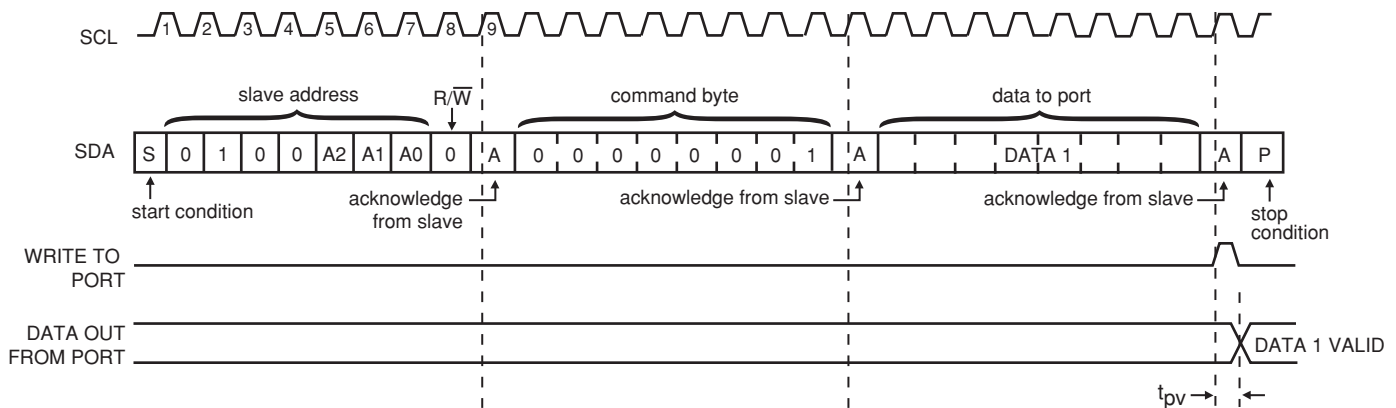 SCL 1 2 3 4 5 6 7 8 9
slave address R/W̅ command byte data to port
SDA S 0 1 0 0 A2 A1 A0 0 A 0 0 0 0 0 0 0 1 A DATA 1 A P
start condition acknowledge from slave acknowledge from slave acknowledge from slave stop condition
WRITE TO
PORT
DATA OUT
FROM PORT DATA 1 VALID
tpv